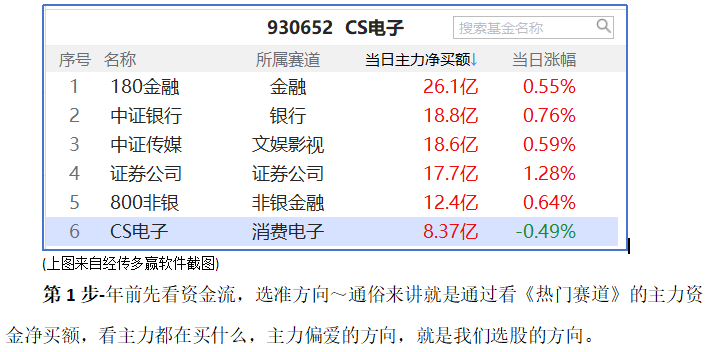 930652 CS电子
搜索基金名称
序号 名称 所属赛道 当日主力净买额↓ 当日涨幅
1 180金融 金融 26.1亿 0.55%
2 中证银行 银行 18.8亿 0.76%
3 中证传媒 文娱影视 18.6亿 0.59%
4 证券公司 证券公司 17.7亿 1.28%
5 800非银 非银金融 12.4亿 0.64%
6 CS电子 消费电子 8.37亿 -0.49%
(上图来自经传多赢软件截图)
第1步-年前先看资金流，选准方向～通俗来讲就是通过看《热门赛道》的主力资
金净买额，看主力都在买什么，主力偏爱的方向，就是我们选股的方向。